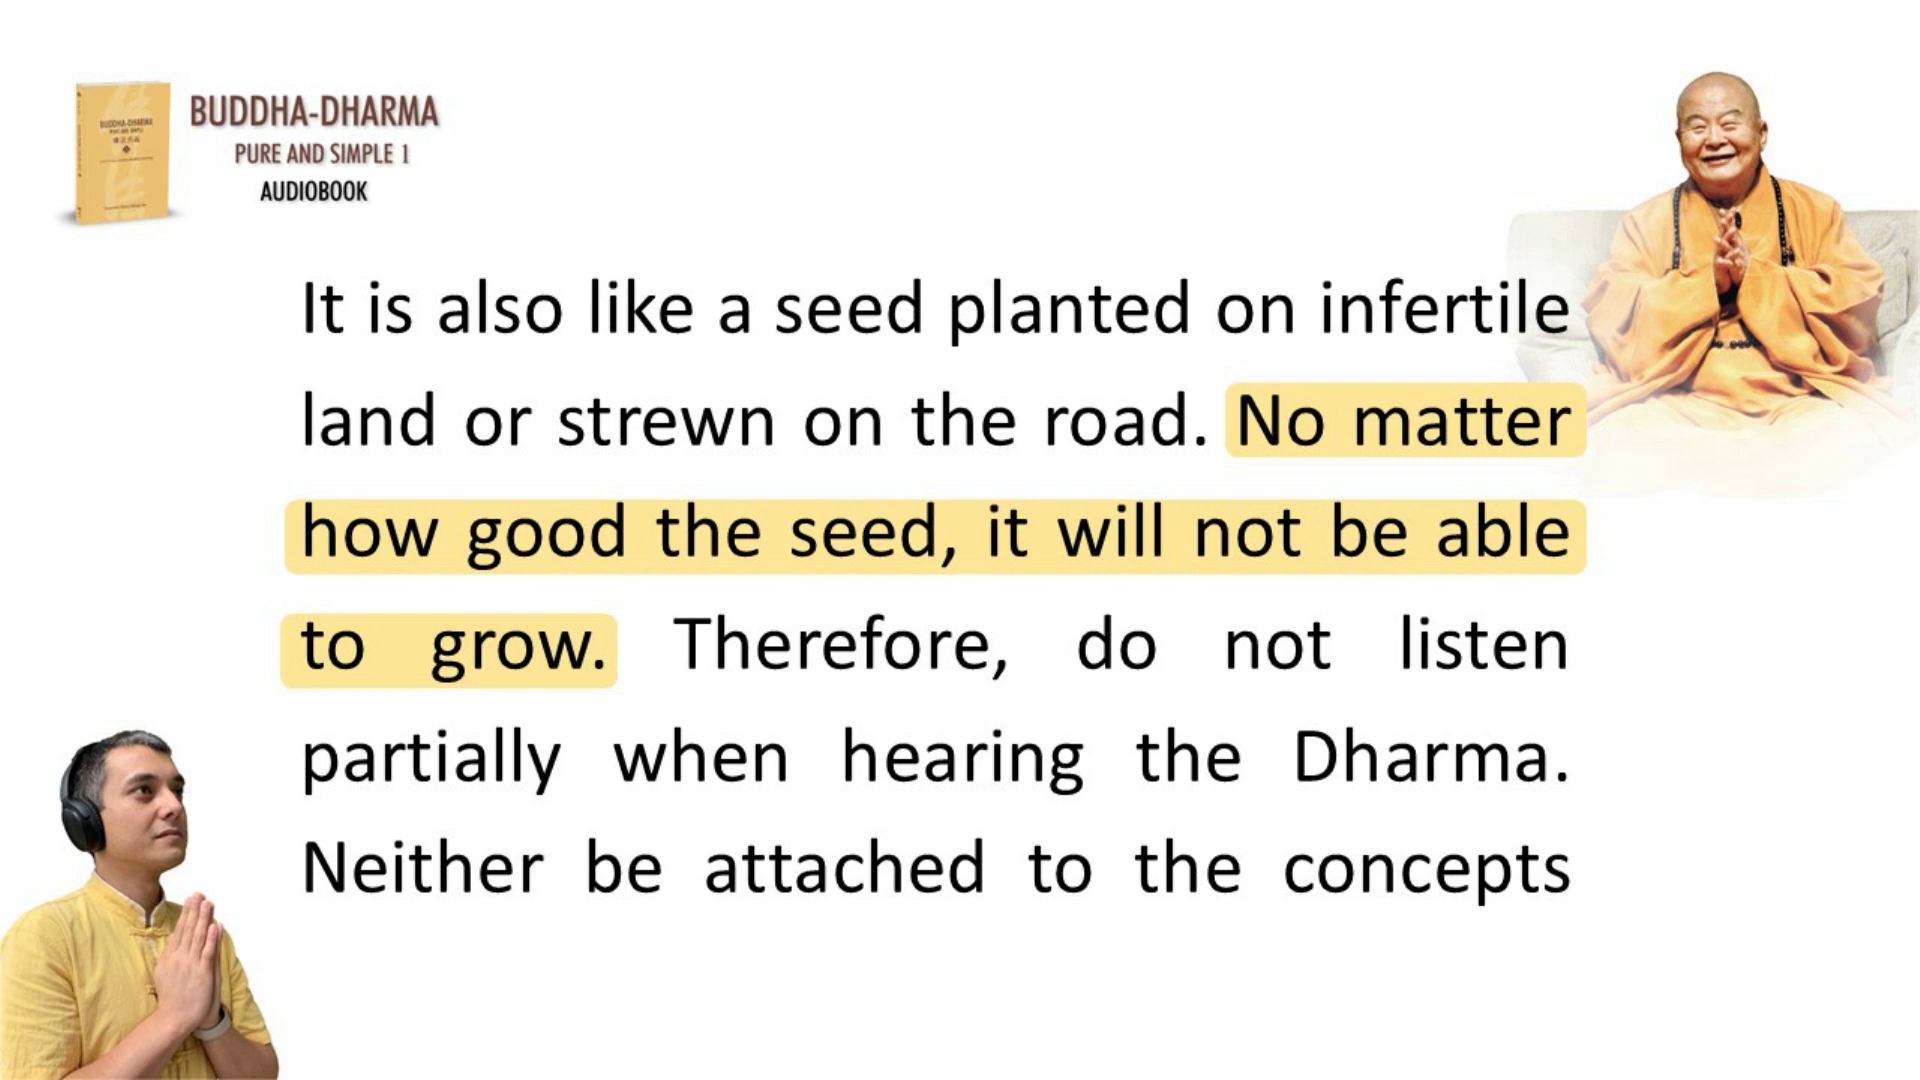 BUDDHA-DHARMA
PURE AND SIMPLE 1
AUDIOBOOK
BUDDHA-DHARMA
It is also like a seed planted on infertile
land or strewn on the road. No matter
how good the seed, it will not be able
to grow. Therefore, do not listen
partially when hearing the Dharma.
Neither be attached to the concepts